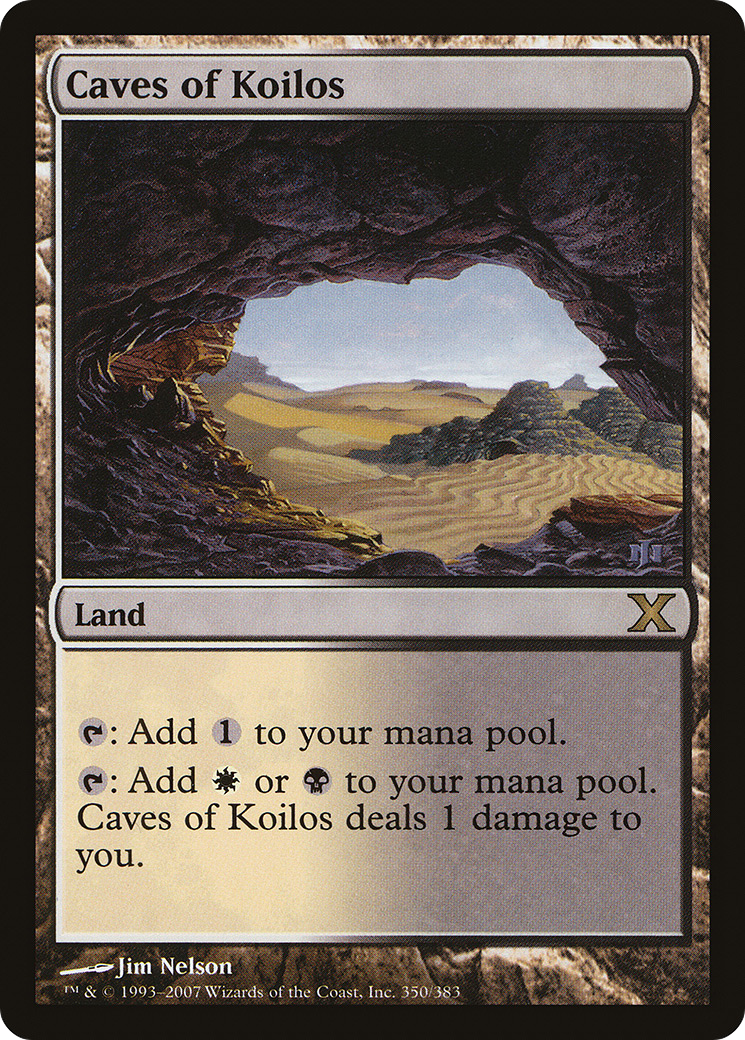 Caves of Koilos
Land
X
: Add 1 to your mana pool.
: Add or to your mana pool.
Caves of Koilos deals 1 damage to
you.
Jim Nelson
™ & © 1993–2007 Wizards of the Coast, Inc. 350/383